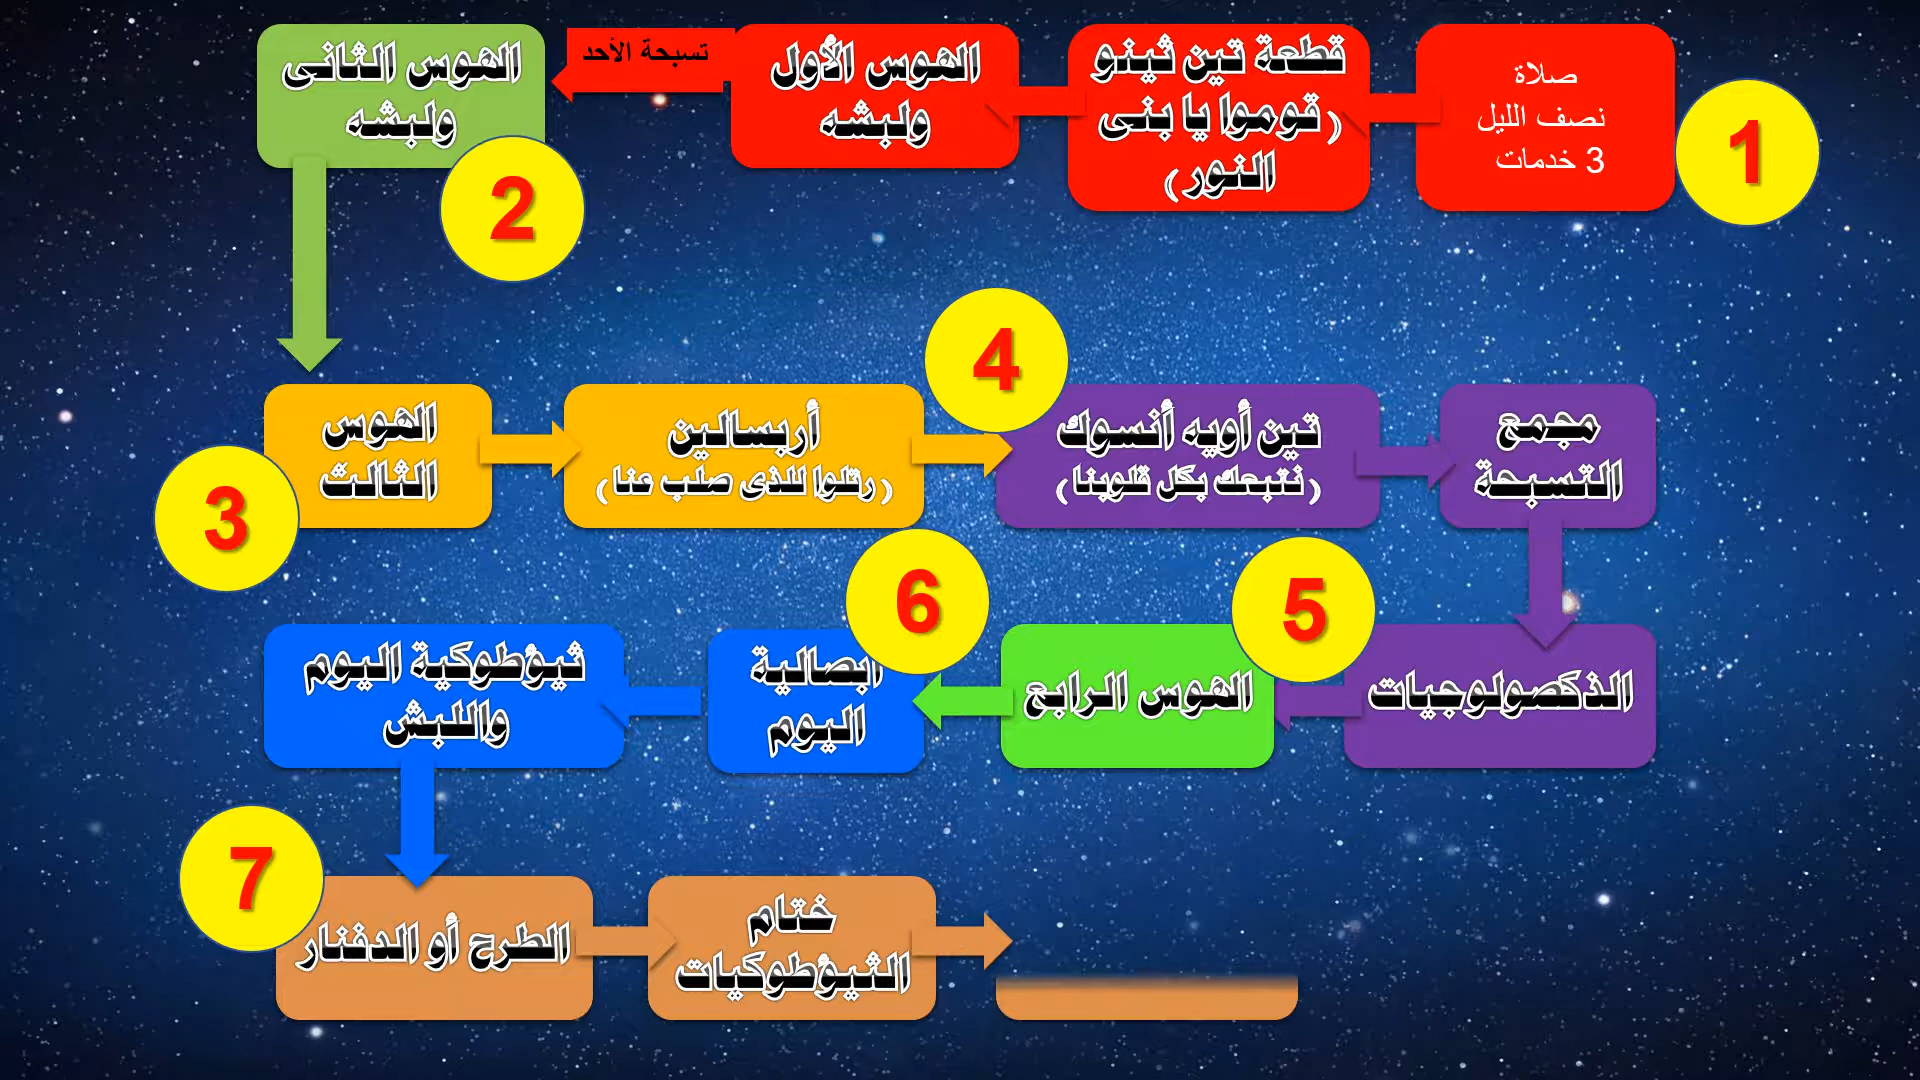 صلاة
نصف الليل
3 خدمات
1
قطعة تين ثينو
(قوموا يا بنى
النور)
الهوس الأول
ولبشه
تسبحة الأحد
الهوس الثانى
ولبشه
2
الهوس
الثالث
3
أربسالين
(رتلوا للذى صلب عنا)
4
تين أويه أنسوك
(نتبعك بكل قلوبنا)
مجمع
التسبحة
الذكصولوجيات
5
الهوس الرابع
6
ابصالية
اليوم
ثيؤطوكية اليوم
واللبش
7
الطرح أو الدفنار
ختام
الثيؤطوكيات